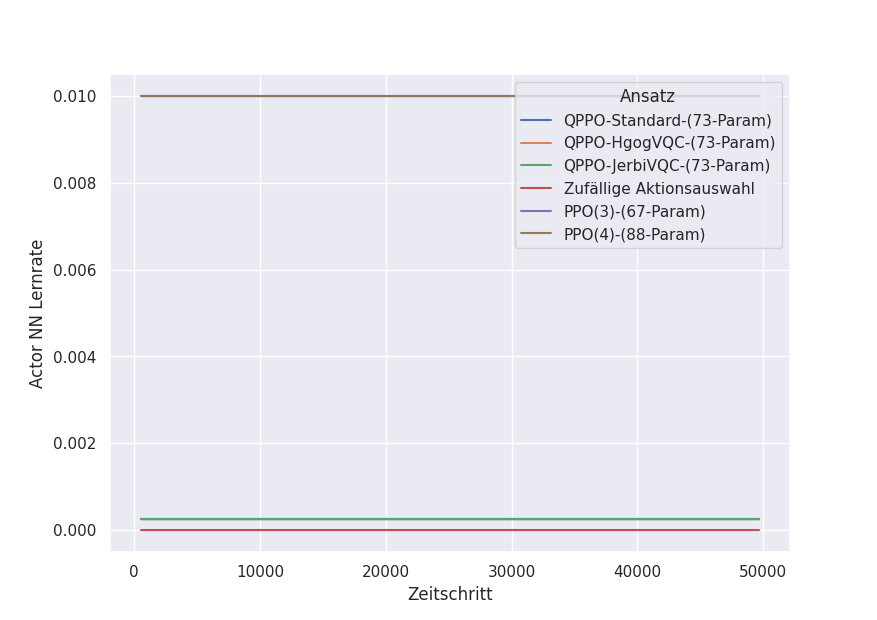 0.010
0.008
0.006
0.004
0.002
0.000
Actor NN Lernrate
Ansatz
QPPO-Standard-(73-Param)
QPPO-HgogVQC-(73-Param)
QPPO-JerbiVQC-(73-Param)
Zufällige Aktionsauswahl
PPO(3)-(67-Param)
PPO(4)-(88-Param)
0 10000 20000 30000 40000 50000
Zeitschritt